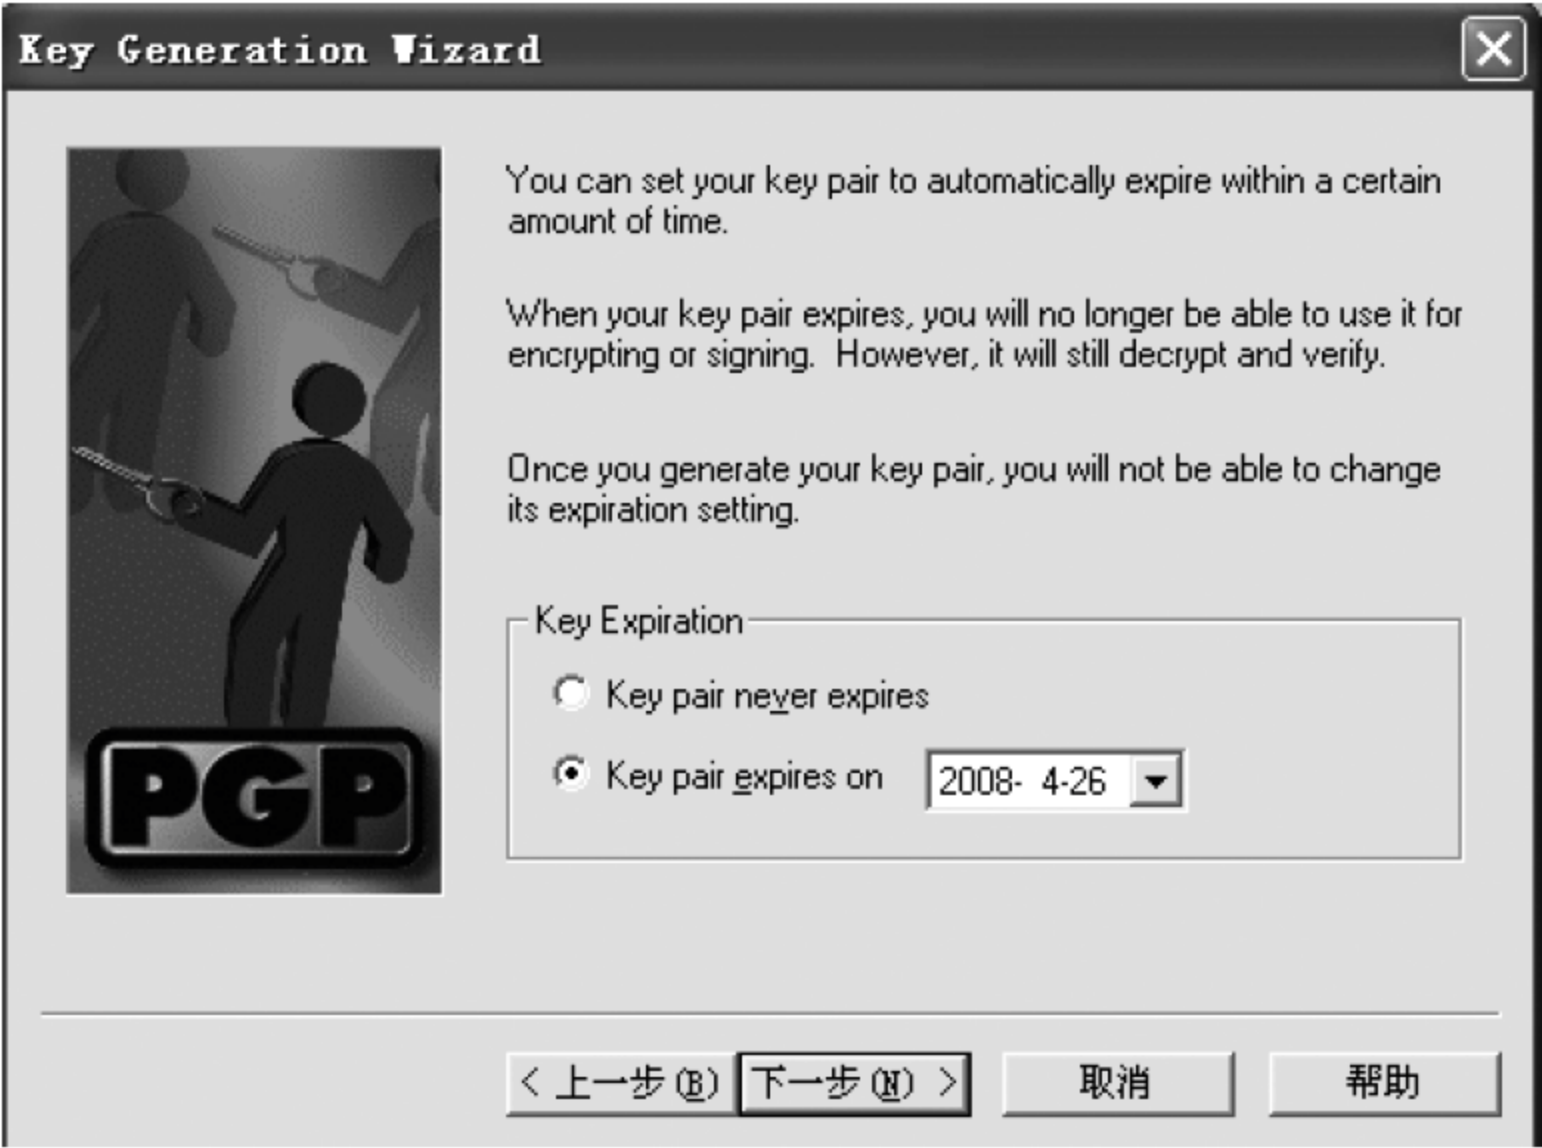 Key Generation Wizard
You can set your key pair to automatically expire within a certain
amount of time.
When your key pair expires, you will no longer be able to use it for
encrypting or signing.  However, it will still decrypt and verify.
Once you generate your key pair, you will not be able to change
its expiration setting.
Key Expiration
Key pair never expires
Key pair expires on 2008- 4-26
PGP
< 上一步(B) 下一步(N) > 取消 帮助